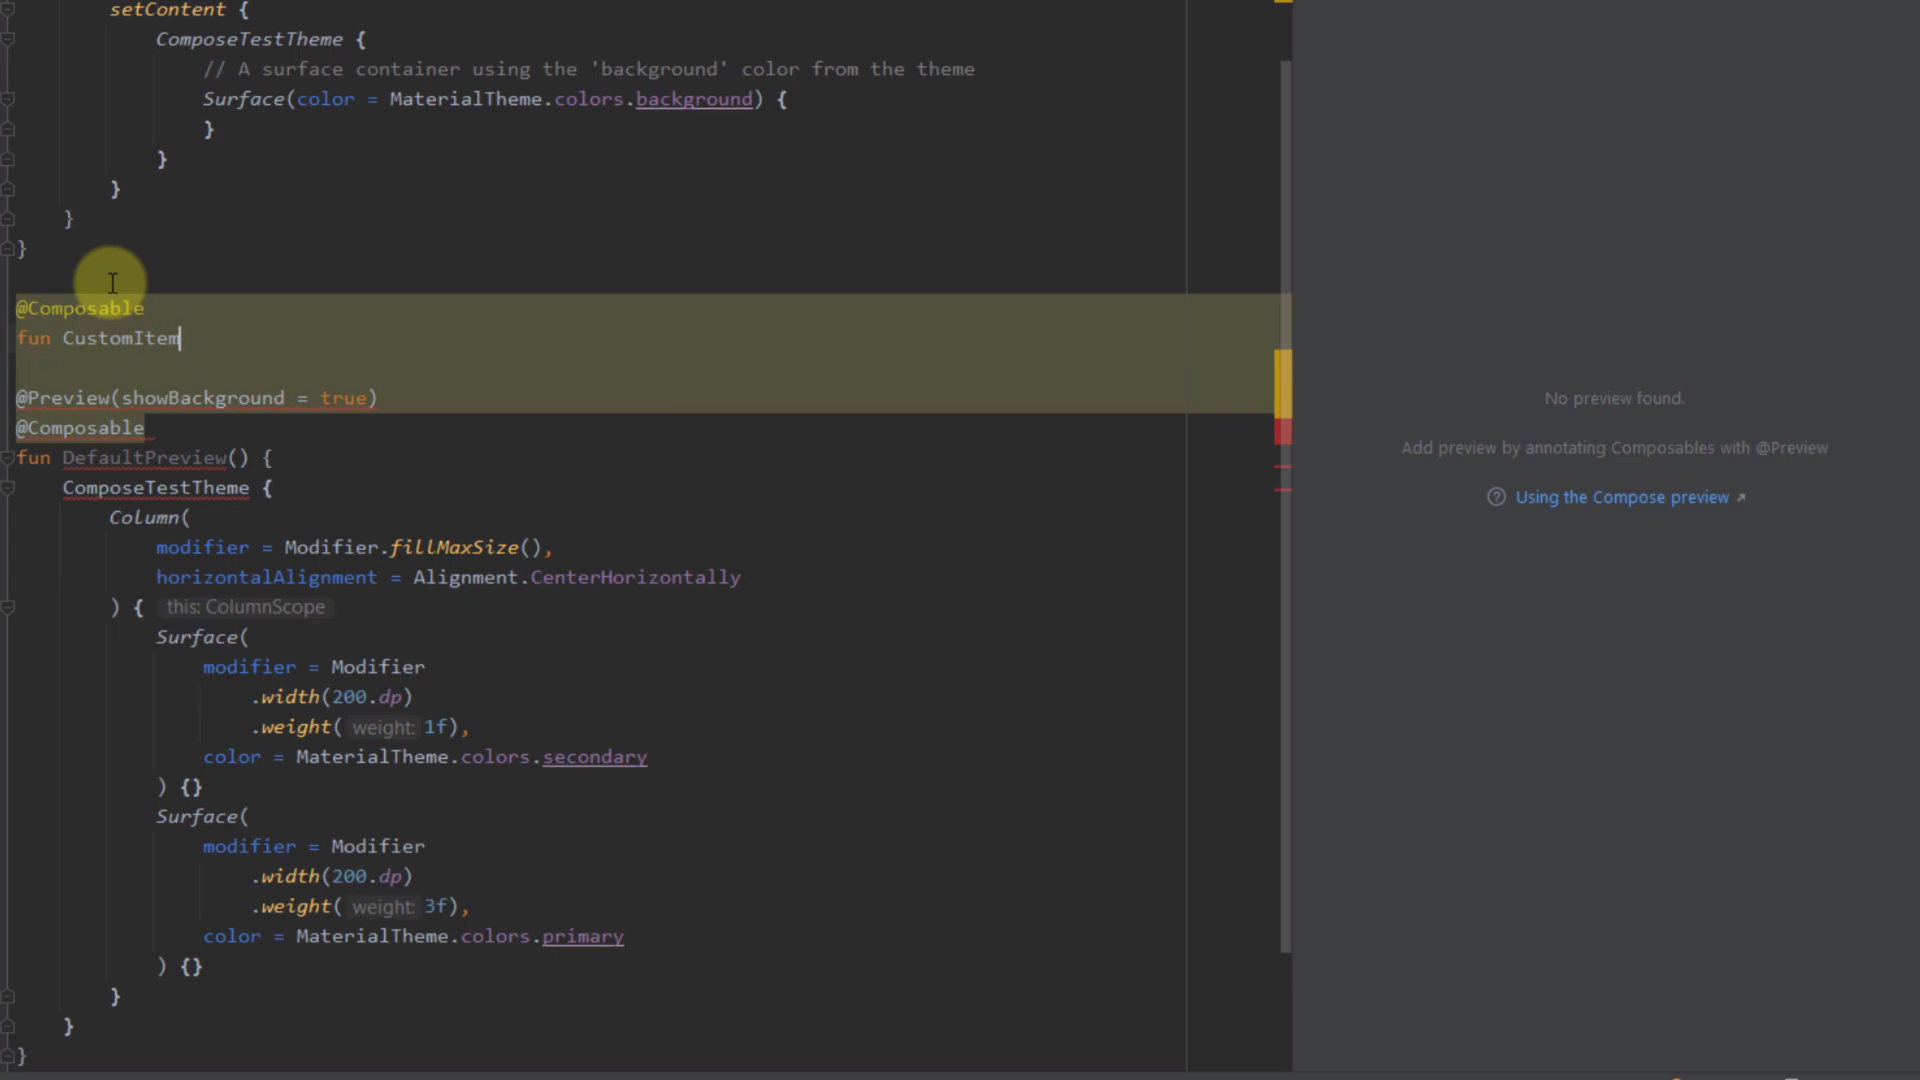 setContent {
ComposeTestTheme {
// A surface container using the 'background' color from the theme
Surface(color = MaterialTheme.colors.background) {
}
}
}
}
}
@Composable
fun CustomItem
@Preview(showBackground = true)
@Composable
fun DefaultPreview() {
ComposeTestTheme {
Column(
modifier = Modifier.fillMaxSize(),
horizontalAlignment = Alignment.CenterHorizontally
) { this: ColumnScope
Surface(
modifier = Modifier
.width(200.dp)
.weight( weight: 1f),
color = MaterialTheme.colors.secondary
) {}
Surface(
modifier = Modifier
.width(200.dp)
.weight( weight: 3f),
color = MaterialTheme.colors.primary
) {}
}
}
}
No preview found.
Add preview by annotating Composables with @Preview
? Using the Compose preview ↗